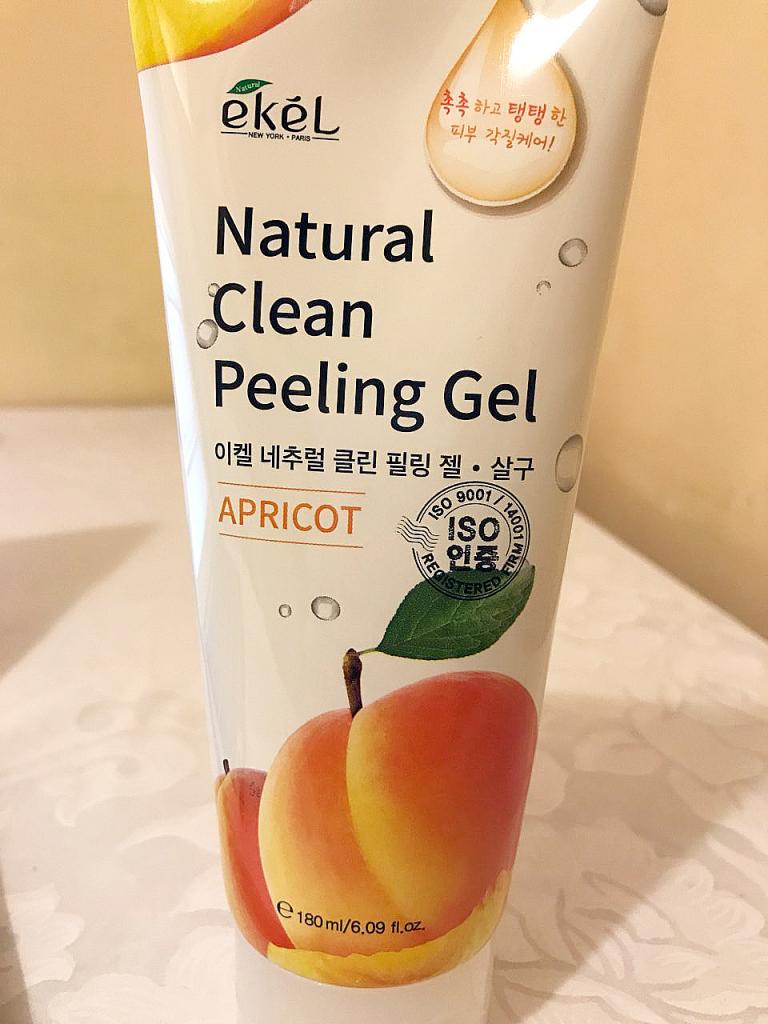 Natural
ekēL
NEW YORK • PARIS
촉촉하고 탱탱한
피부 각질케어!
Natural
Clean
Peeling Gel
이켈 네추럴 클린 필링 젤 • 살구
APRICOT
ISO 9001 / 14001
ISO
인증
REGISTERED FIRM
℮ 180 ml/6.09 fl.oz.